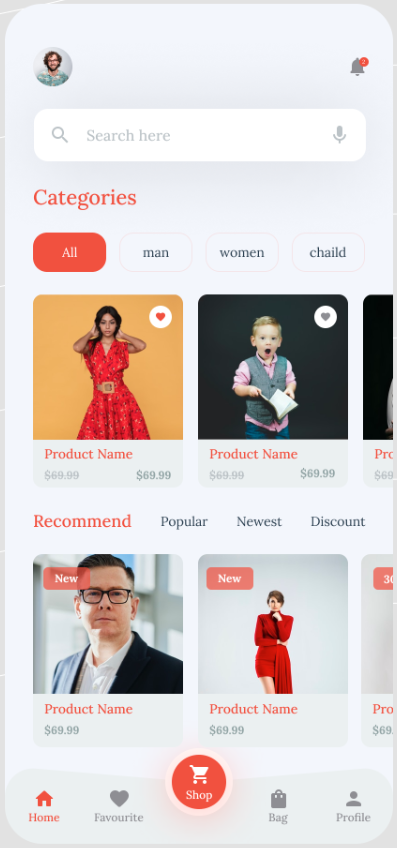 Search here
Categories
All man women chaild
Product Name Product Name Pro
$69.99 $69.99 $69.99 $69.99 $69
Recommend Popular Newest Discount
New New 30
Product Name Product Name Pro
$69.99 $69.99 $69.99
Shop
Home Favourite Bag Profile